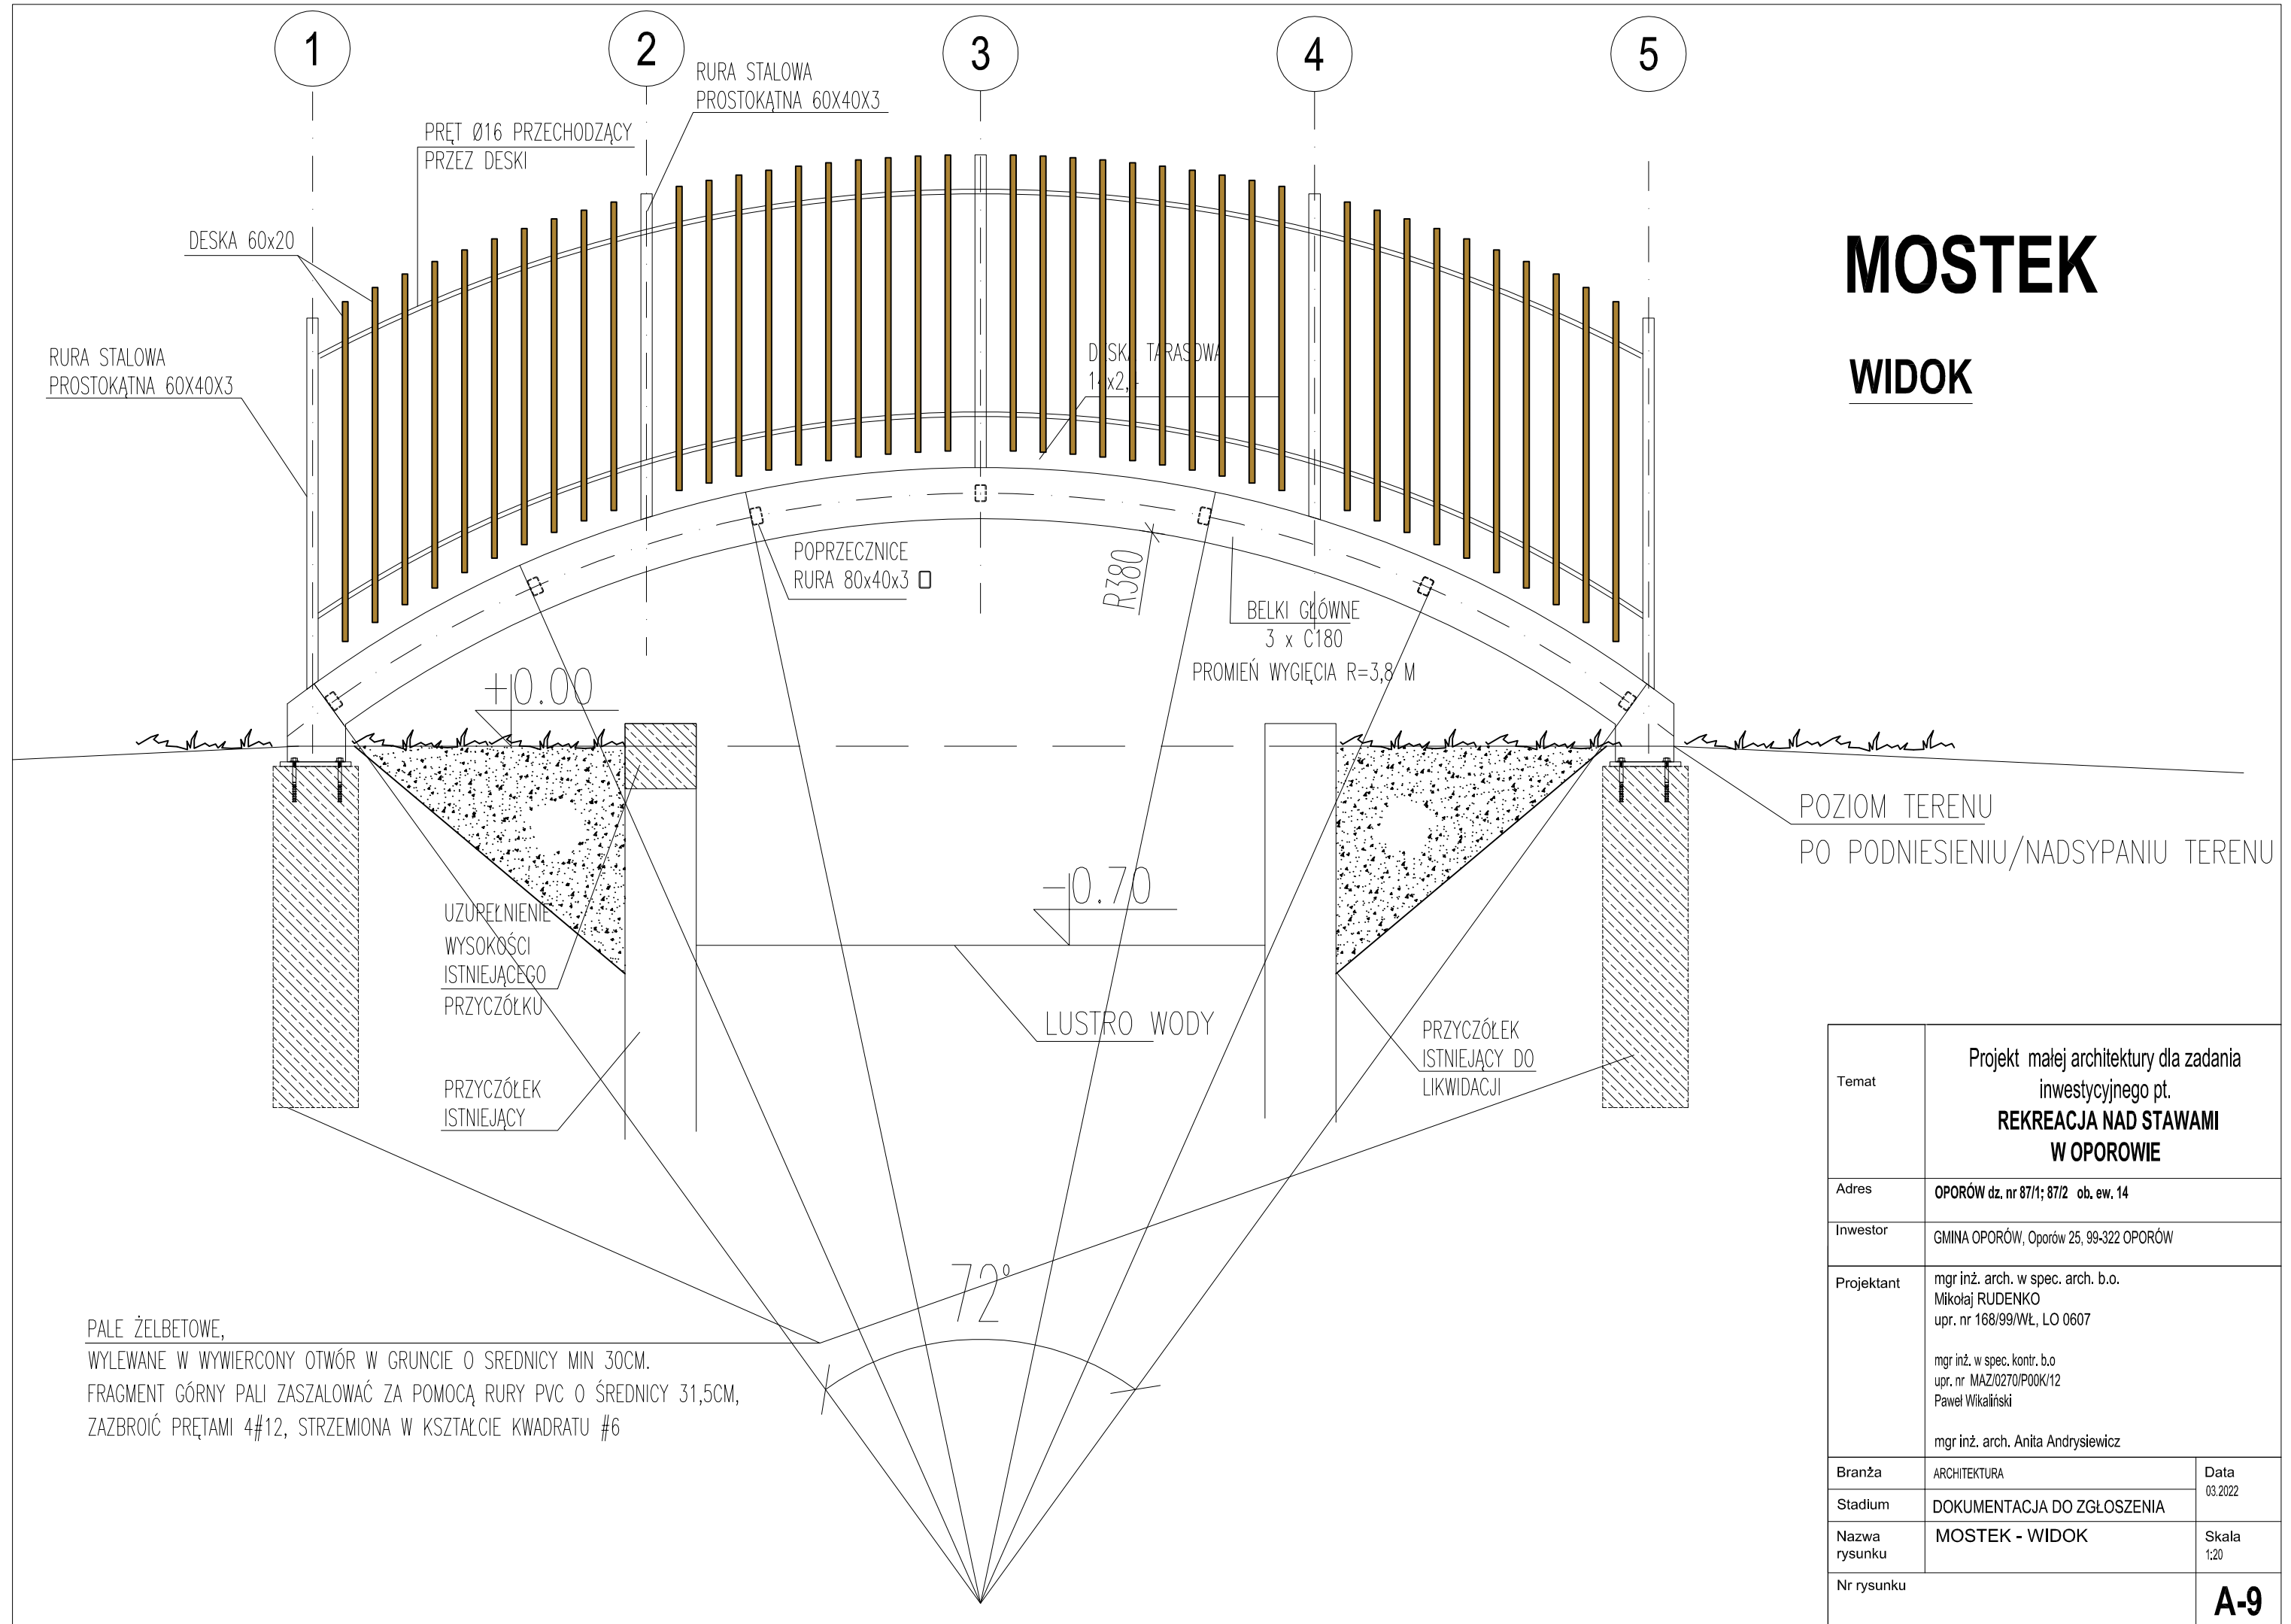 1
2
3
4
5
RURA STALOWA
PROSTOKĄTNA 60X40X3
PRĘT Ø16 PRZECHODZĄCY
PRZEZ DESKI
DESKA 60x20
RURA STALOWA
PROSTOKĄTNA 60X40X3
MOSTEK
WIDOK
DESKA TARASOWA
POPRZECZNICE
RURA 80x40x3
R380
BELKI GŁÓWNE
3 x C180
PROMIEŃ WYGIĘCIA R=3,8 M
+0.00
-0.70
POZIOM TERENU
PO PODNIESIENIU/NADSYPANIU TERENU
UZUPEŁNIENIE
WYSOKOŚCI
ISTNIEJĄCEGO
PRZYCZÓŁKU
LUSTRO WODY
PRZYCZÓŁEK
ISTNIEJĄCY DO
LIKWIDACJI
PRZYCZÓŁEK
ISTNIEJĄCY
72°
PALE ŻELBETOWE,
WYLEWANE W WYWIERCONY OTWÓR W GRUNCIE O SREDNICY MIN 30CM.
FRAGMENT GÓRNY PALI ZASZALOWAĆ ZA POMOCĄ RURY PVC O ŚREDNICY 31,5CM,
ZAZBROIĆ PRĘTAMI 4#12, STRZEMIONA W KSZTAŁCIE KWADRATU #6
Temat
Projekt małej architektury dla zadania
inwestycyjnego pt.
REKREACJA NAD STAWAMI
W OPOROWIE
Adres
OPORÓW dz. nr 87/1; 87/2 ob. ew. 14
Inwestor
GMINA OPORÓW, Oporów 25, 99-322 OPORÓW
Projektant
mgr inż. arch. w spec. arch. b.o.
Mikołaj RUDENKO
upr. nr 168/99/WŁ, LO 0607
mgr inż. w spec. kontr. b.o
upr. nr MAZ/0270/P00K/12
Paweł Wikaliński
mgr inż. arch. Anita Andrysiewicz
Branża
ARCHITEKTURA
Data
03.2022
Stadium
DOKUMENTACJA DO ZGŁOSZENIA
Nazwa
rysunku
MOSTEK - WIDOK
Skala
1:20
Nr rysunku
A-9